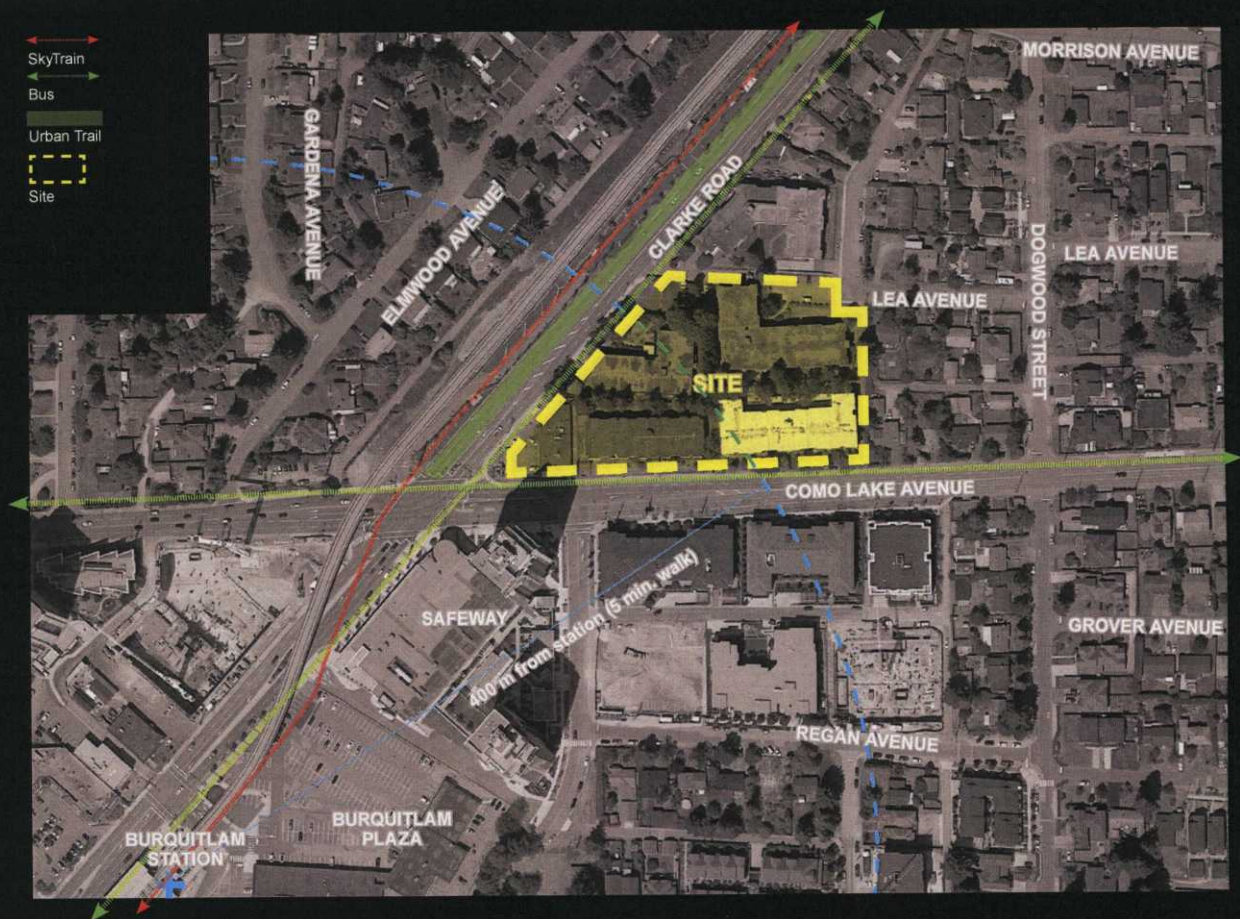 SkyTrain
Bus
Urban Trail
Site
MORRISON AVENUE
GARDENA AVENUE
ELMWOOD AVENUE
CLARKE ROAD
DOGWOOD STREET
LEA AVENUE
LEA AVENUE
SITE
COMO LAKE AVENUE
SAFEWAY
400 m from station (5 min. walk)
GROVER AVENUE
REGAN AVENUE
BURQUITLAM
PLAZA
BURQUITLAM
STATION